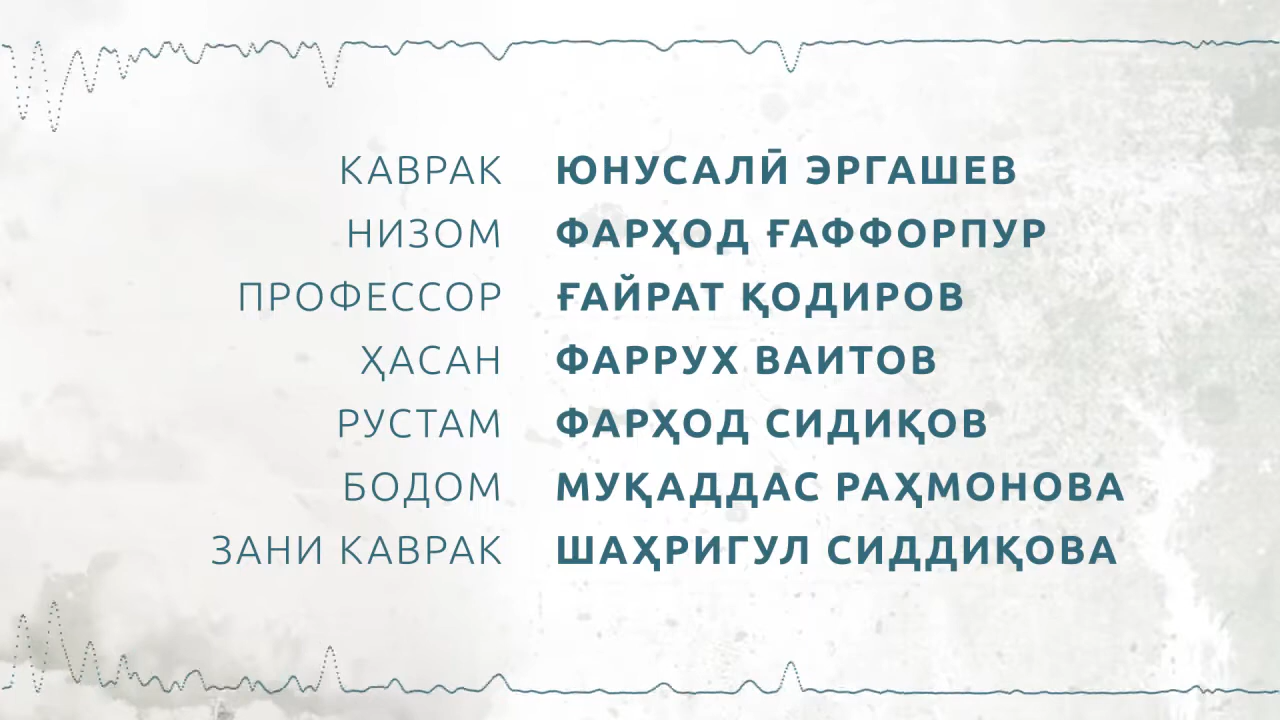 КАВРАК ЮНУСАЛӢ ЭРГАШЕВ
НИЗОМ ФАРҲОД ҒАФФОРПУР
ПРОФЕССОР ҒАЙРАТ ҚОДИРОВ
ҲАСАН ФАРРУХ ВАИТОВ
РУСТАМ ФАРҲОД СИДИҚОВ
БОДОМ МУҚАДДАС РАҲМОНОВА
ЗАНИ КАВРАК ШАҲРИГУЛ СИДДИҚОВА